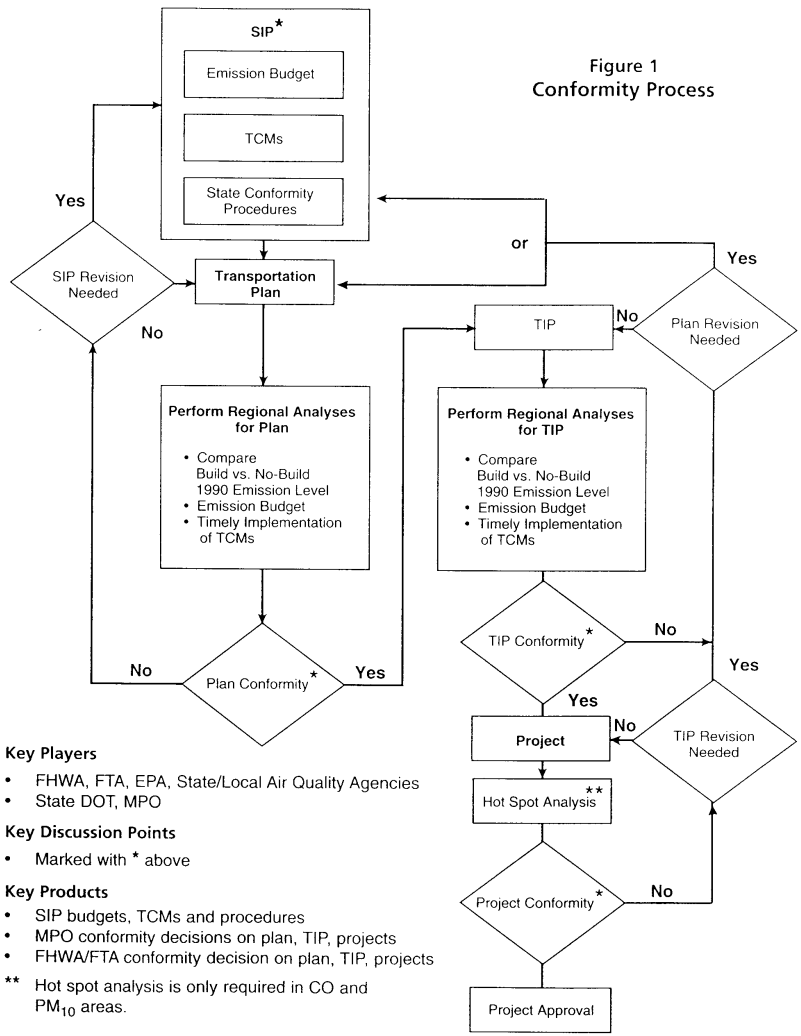 Figure 1
Conformity Process
SIP*
Emission Budget
TCMs
State Conformity
Procedures
Yes
SIP Revision
Needed
No
Transportation
Plan
or
Yes
Plan Revision
Needed
No
TIP
Perform Regional Analyses
for Plan
• Compare
Build vs. No-Build
1990 Emission Level
• Emission Budget
• Timely Implementation
of TCMs
Perform Regional Analyses
for TIP
• Compare
Build vs. No-Build
1990 Emission Level
• Emission Budget
• Timely Implementation
of TCMs
No
Plan Conformity*
Yes
TIP Conformity*
No
Yes
Yes
Project
No
TIP Revision
Needed
Hot Spot Analysis**
Project Conformity*
No
Project Approval
Key Players
• FHWA, FTA, EPA, State/Local Air Quality Agencies
• State DOT, MPO
Key Discussion Points
• Marked with * above
Key Products
• SIP budgets, TCMs and procedures
• MPO conformity decisions on plan, TIP, projects
• FHWA/FTA conformity decision on plan, TIP, projects
** Hot spot analysis is only required in CO and
PM10 areas.